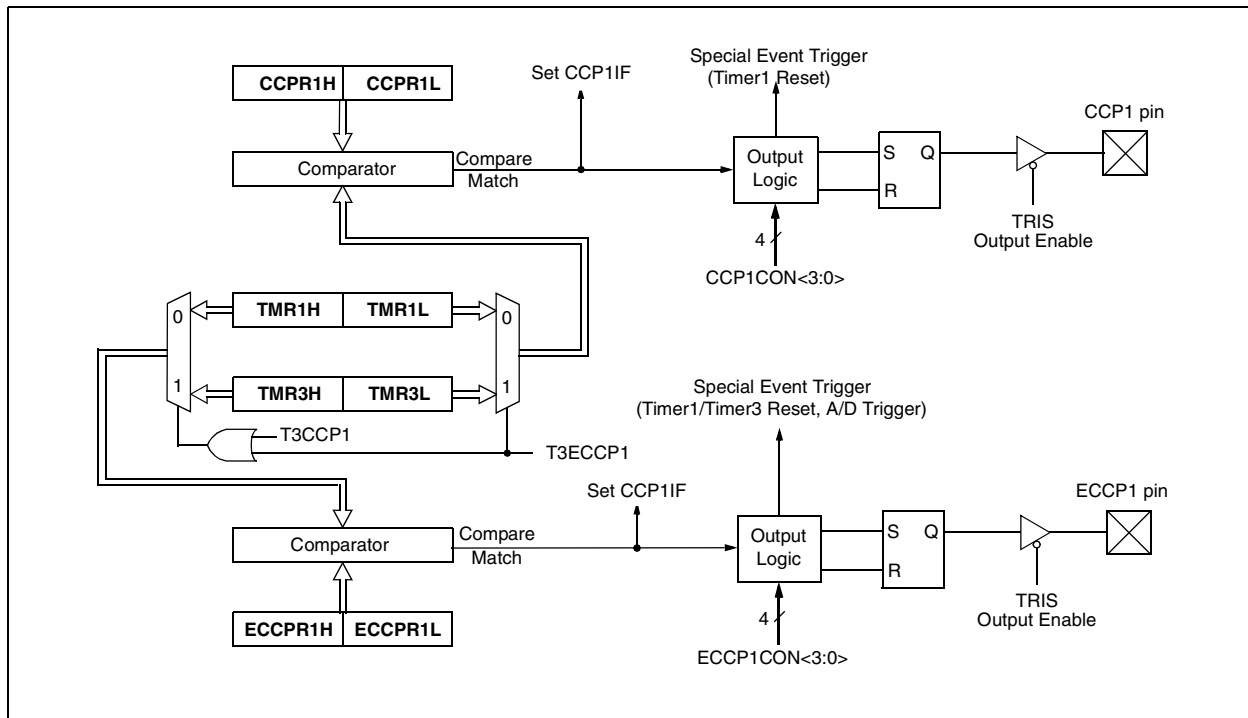 CCPR1H CCPR1L
Set CCP1IF
Special Event Trigger
(Timer1 Reset)
CCP1 pin
Comparator
Compare
Match
Output
Logic
S Q
R
TRIS
Output Enable
4
CCP1CON<3:0>
0 TMR1H TMR1L 0
1 TMR3H TMR3L 1
T3CCP1
T3ECCP1
Special Event Trigger
(Timer1/Timer3 Reset, A/D Trigger)
Set CCP1IF
ECCP1 pin
Comparator
Compare
Match
Output
Logic
S Q
R
TRIS
Output Enable
4
ECCPR1H ECCPR1L
ECCP1CON<3:0>